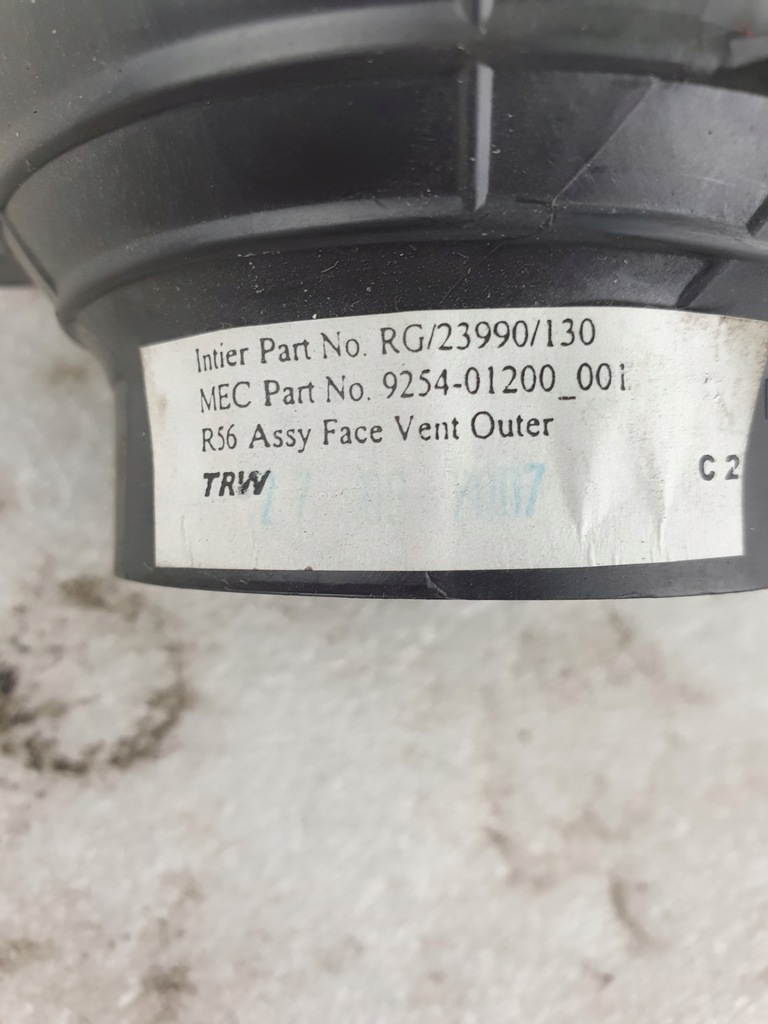 Intier Part No. RG/23990/130
MEC Part No. 9254-01200_001
R56 Assy Face Vent Outer
TRW
C 2